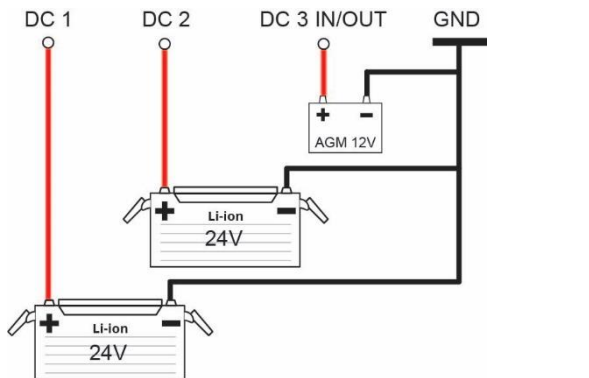 DC 1 DC 2 DC 3 IN/OUT GND
+ −
AGM 12V
+ Li-ion −
24V
+ Li-ion −
24V